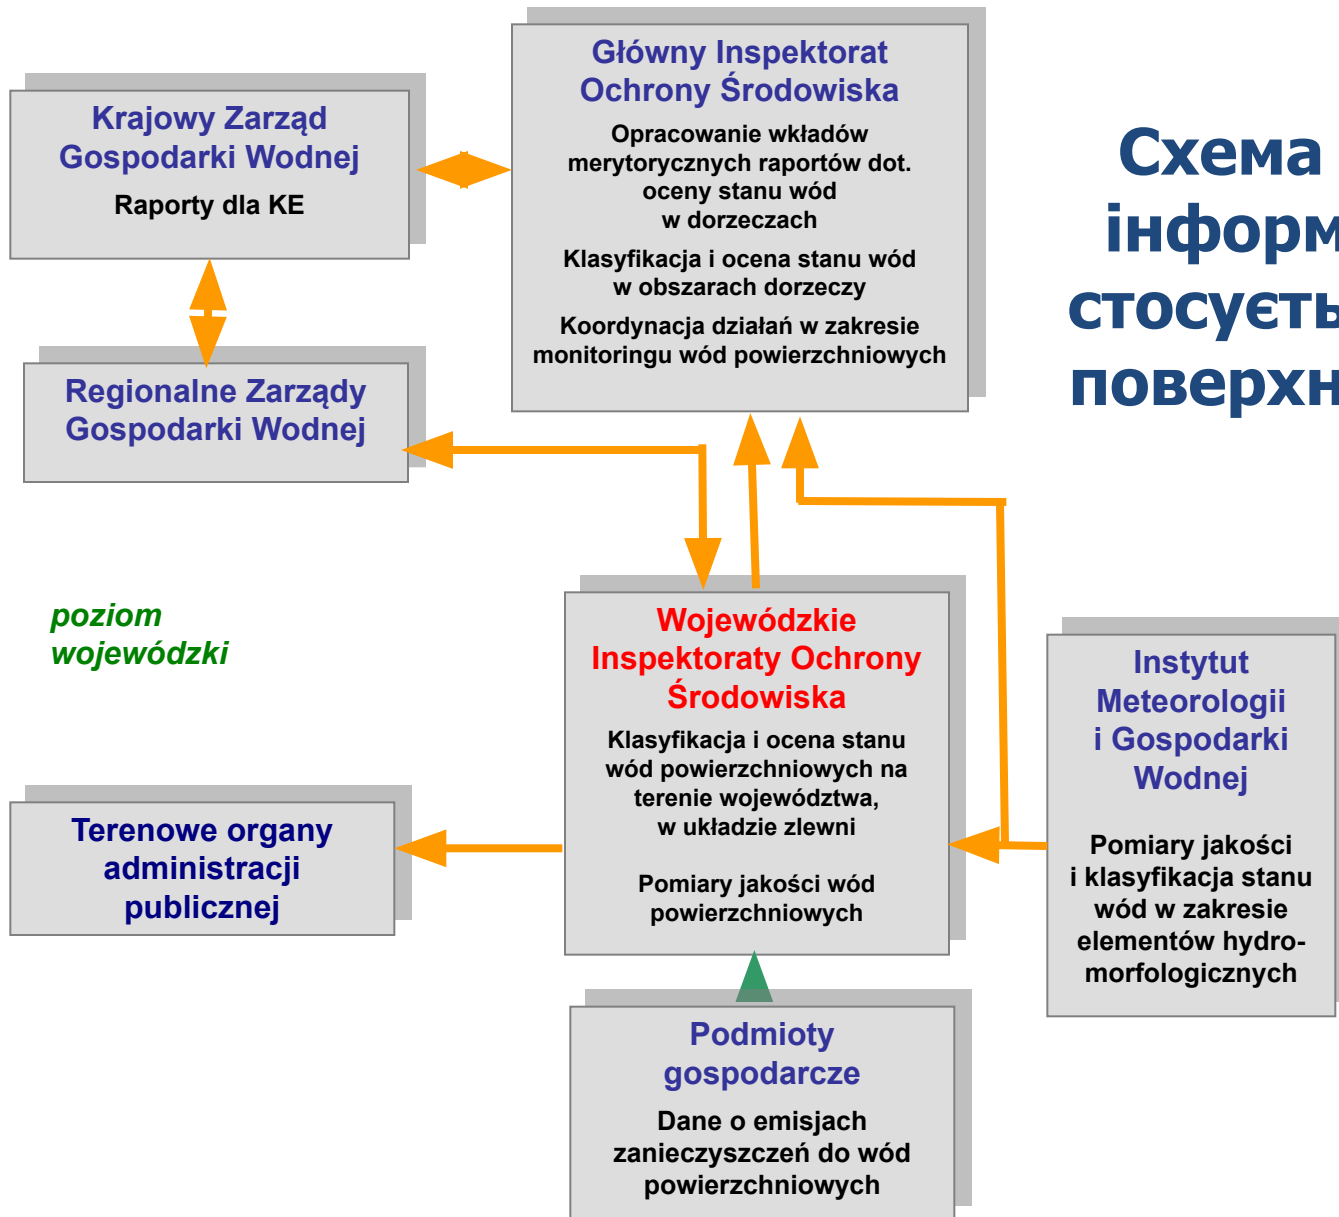 Krajowy Zarząd
Gospodarki Wodnej
Raporty dla KE
Główny Inspektorat
Ochrony Środowiska
Opracowanie wkładów
merytorycznych raportów dot.
oceny stanu wód
w dorzeczach
Klasyfikacja i ocena stanu wód
w obszarach dorzeczy
Koordynacja działań w zakresie
monitoringu wód powierzchniowych
Схема
Regionalne Zarządy
Gospodarki Wodnej
poziom
wojewódzki
Wojewódzkie
Inspektoraty Ochrony
Środowiska
Klasyfikacja i ocena stanu
wód powierzchniowych na
terenie województwa,
w układzie zlewni
Pomiary jakości wód
powierzchniowych
Instytut
Meteorologii
i Gospodarki
Wodnej
Pomiary jakości
i klasyfikacja stanu
wód w zakresie
elementów hydro-
morfologicznych
Terenowe organy
administracji
publicznej
Podmioty
gospodarcze
Dane o emisjach
zanieczyszczeń do wód
powierzchniowych